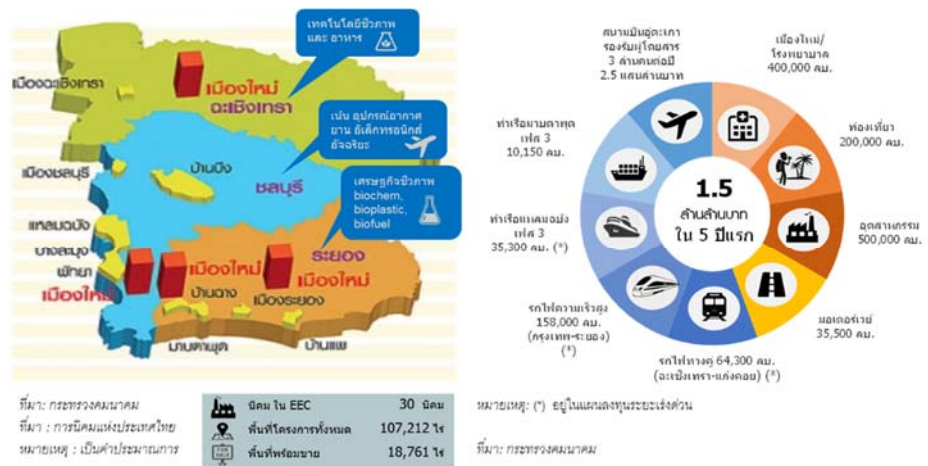 เทคโนโลยีชีวภาพ
และ อาหาร
เมืองฉะเชิงเทรา
เมืองใหม่
ฉะเชิงเทรา
เน้น อุปกรณ์อากาศ
ยาน อิเล็กทรอนิกส์
อัจฉริยะ
เมืองชลบุรี
บ้านบึง
ชลบุรี
เศรษฐกิจชีวภาพ
biochem,
bioplastic,
biofuel
แหลมฉบัง
บางละมุง
พัทยา
เมืองใหม่
เมืองใหม่
ระยอง
เมืองใหม่
บ้านฉาง
เมืองระยอง
มาบตาพุด
บ้านเพ
ที่มา: กระทรวงคมนาคม
ที่มา : การนิคมแห่งประเทศไทย
หมายเหตุ : เป็นค่าประมาณการ
นิคม ใน EEC 30 นิคม
พื้นที่โครงการทั้งหมด 107,212 ไร่
FOR SALE พื้นที่พร้อมขาย 18,761 ไร่
สนามบินอู่ตะเภา
รองรับผู้โดยสาร
3 ล้านคนต่อปี
2.5 แสนล้านบาท
เมืองใหม่/
โรงพยาบาล
400,000 ลบ.
ท่าเรือมาบตาพุด
เฟส 3
10,150 ลบ.
ท่องเที่ยว
200,000 ลบ.
1.5
ล้านล้านบาท
ใน 5 ปีแรก
ท่าเรือแหลมฉบัง
เฟส 3
35,300 ลบ. (*)
อุตสาหกรรม
500,000 ลบ.
รถไฟความเร็วสูง
158,000 ลบ.
(กรุงเทพ-ระยอง)
(*)
มอเตอร์เวย์
35,500 ลบ.
รถไฟทางคู่ 64,300 ลบ.
(ฉะเชิงเทรา-แก่งคอย) (*)
หมายเหตุ: (*) อยู่ในแผนลงทุนระยะเร่งด่วน
ที่มา: กระทรวงคมนาคม